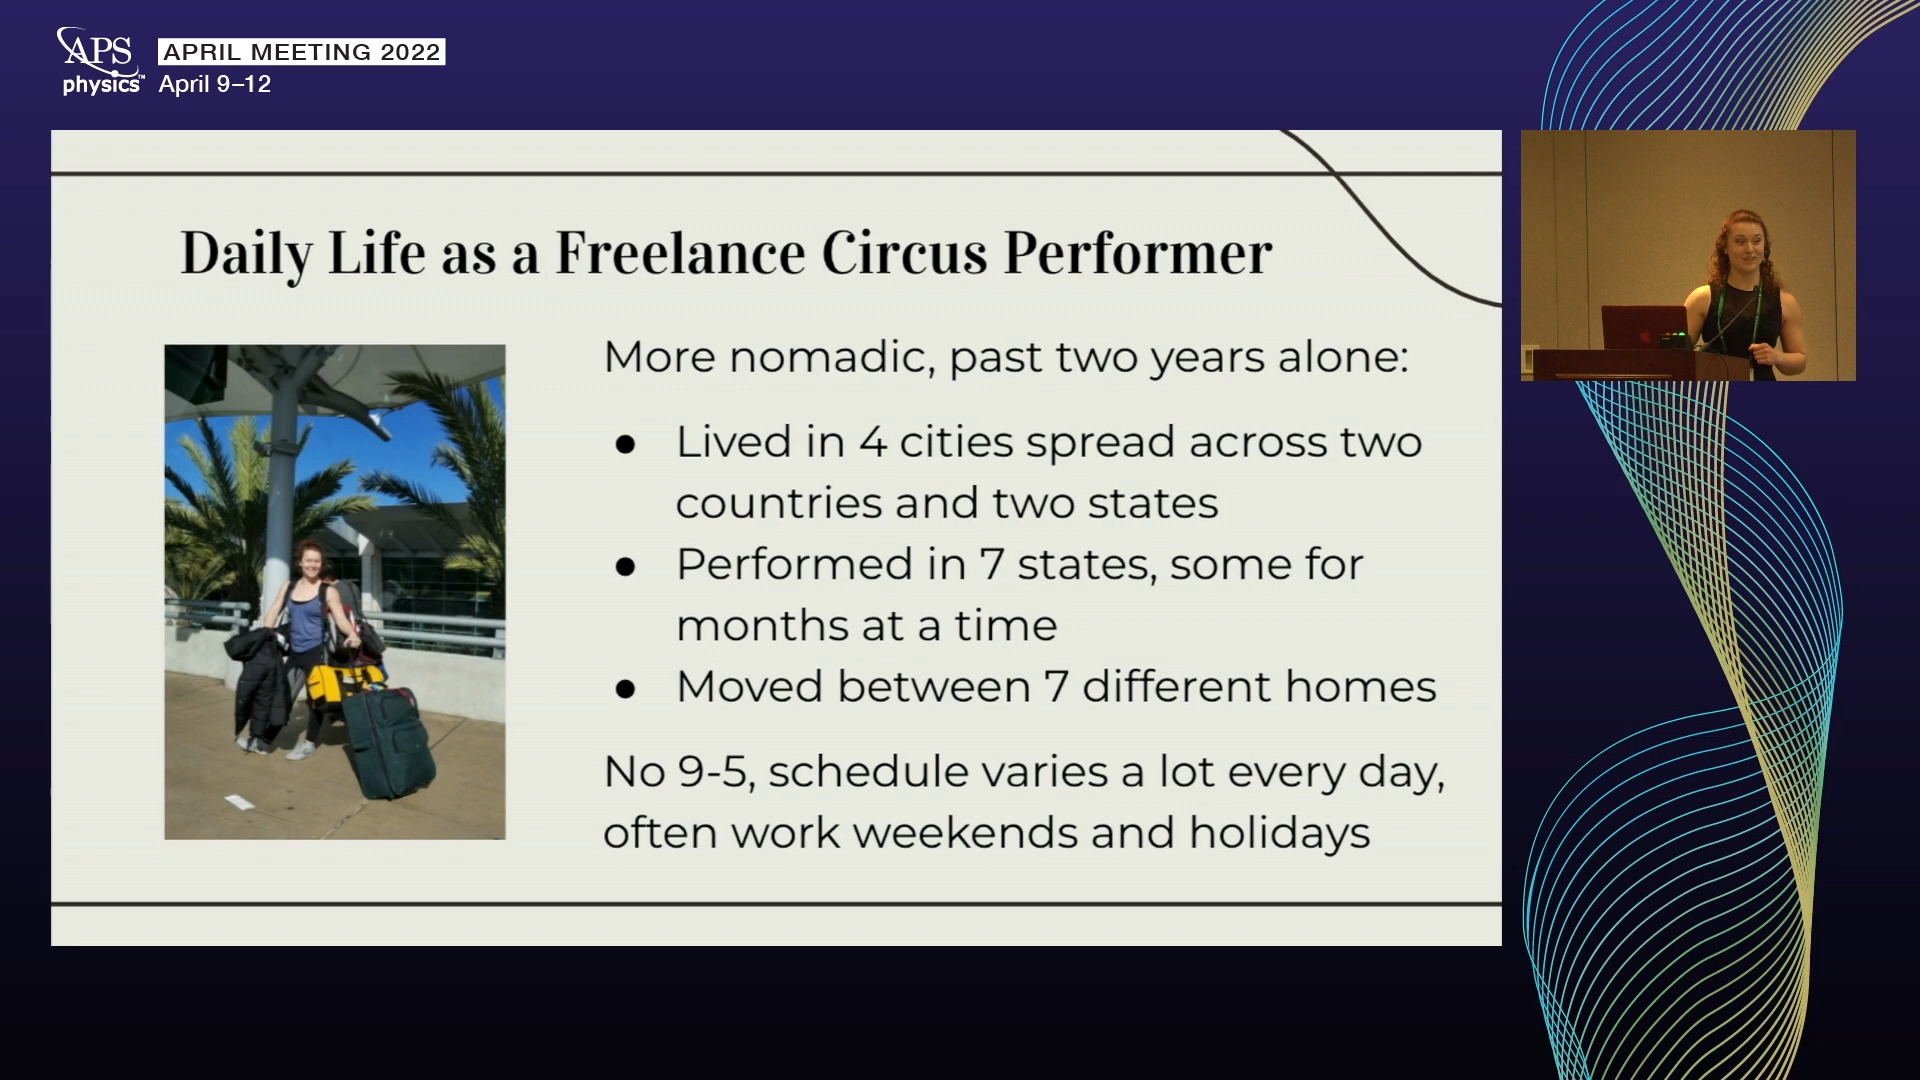 APS
physics™
APRIL MEETING 2022
April 9–12
Daily Life as a Freelance Circus Performer
More nomadic, past two years alone:
● Lived in 4 cities spread across two
countries and two states
● Performed in 7 states, some for
months at a time
● Moved between 7 different homes
No 9-5, schedule varies a lot every day,
often work weekends and holidays